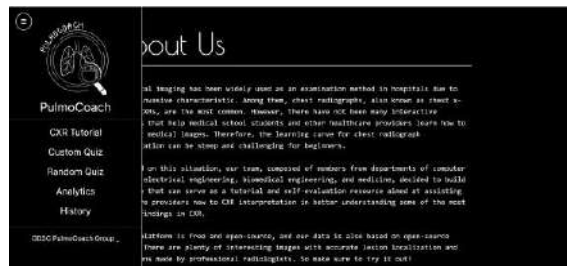 PULMOCOACH
PulmoCoach
CXR Tutorial
Custom Quiz
Random Quiz
Analytics
History
PulmoCoach Group
out Us
al imaging has been widely used as an examination method in hospitals due to
nvasive characteristic. Among them, chest radiographs, also known as chest x-
are the most common. However, there have not been many interactive
that help medical school students and other healthcare providers learn how to
medical images. Therefore, the learning curve for chest radiograph
ation can be steep and challenging for beginners.
on this situation, our team, composed of members from departments of computer
electrical engineering, biomedical engineering, and medicine, decided to build
that can serve as a tutorial and self-evaluation resource aimed at assisting
providers new to CXR interpretation in better understanding some of the most
findings in CXR.
latform is free and open-source, and our data is also based on open-source
There are plenty of interesting images with accurate lesion localization and
made by professional radiologists. So make sure to try it out!